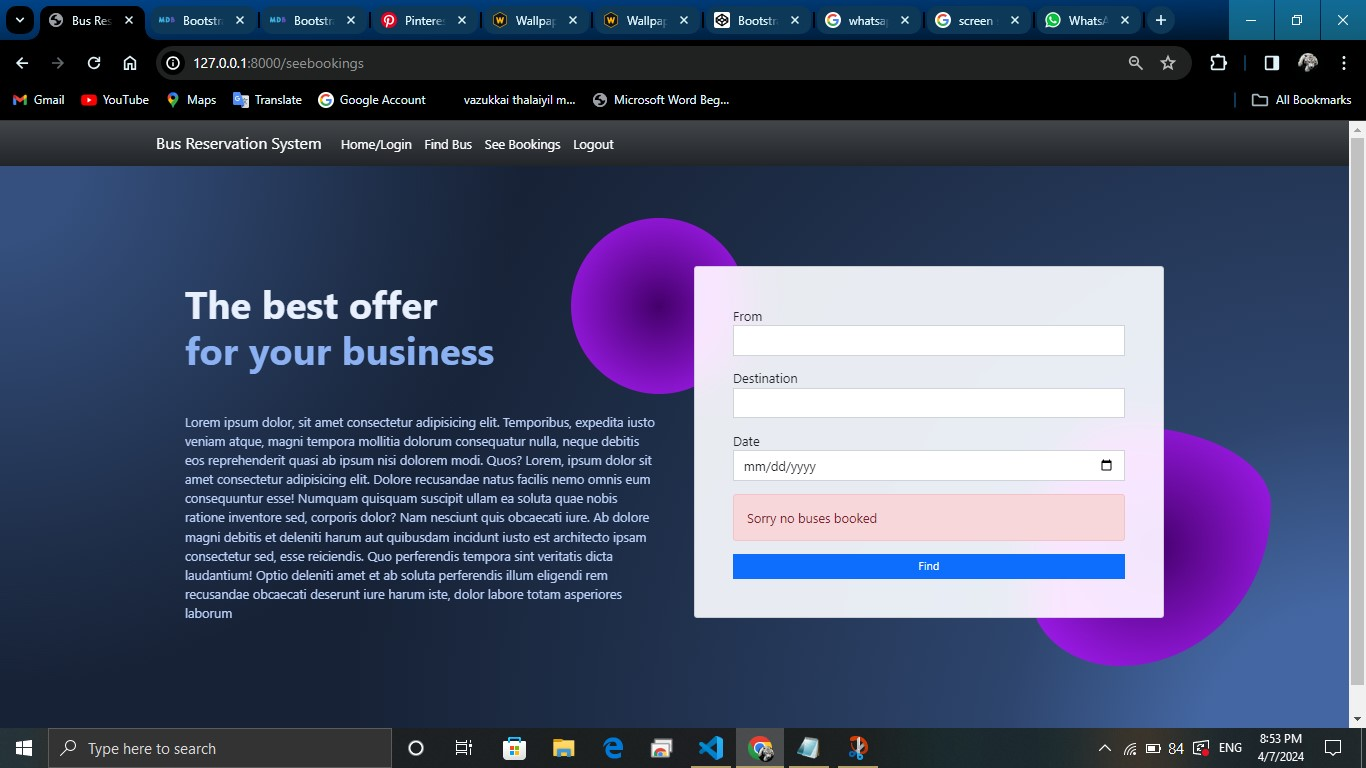 Bus Res
Bootstr
Bootstr
Pinteres
Wallpap
Wallpap
Bootstr
whatsap
screen
WhatsA
127.0.0.1:8000/seebookings
Gmail
YouTube
Maps
Translate
Google Account
vazukkai thalaiyil m...
Microsoft Word Beg...
All Bookmarks
Bus Reservation System
Home/Login
Find Bus
See Bookings
Logout
The best offer
for your business
Lorem ipsum dolor, sit amet consectetur adipisicing elit. Temporibus, expedita iusto
veniam atque, magni tempora mollitia dolorum consequatur nulla, neque debitis
eos reprehenderit quasi ab ipsum nisi dolorem modi. Quos? Lorem, ipsum dolor sit
amet consectetur adipisicing elit. Dolore recusandae natus facilis nemo omnis eum
consequuntur esse! Numquam quisquam suscipit ullam ea soluta quae nobis
ratione inventore sed, corporis dolor? Nam nesciunt quis obcaecati iure. Ab dolore
magni debitis et deleniti harum aut quibusdam incidunt iusto est architecto ipsam
consectetur sed, esse reiciendis. Quo perferendis tempora sint veritatis dicta
laudantium! Optio deleniti amet et ab soluta perferendis illum eligendi rem
recusandae obcaecati deserunt iure harum iste, dolor labore totam asperiores
laborum
From
Destination
Date
mm/dd/yyyy
Sorry no buses booked
Find
Type here to search
84
ENG
8:53 PM
4/7/2024